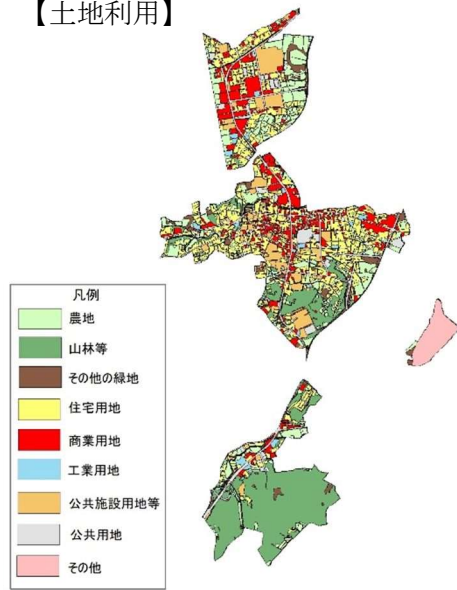 【土地利用】
凡例
農地
山林等
その他の緑地
住宅用地
商業用地
工業用地
公共施設用地等
公共用地
その他